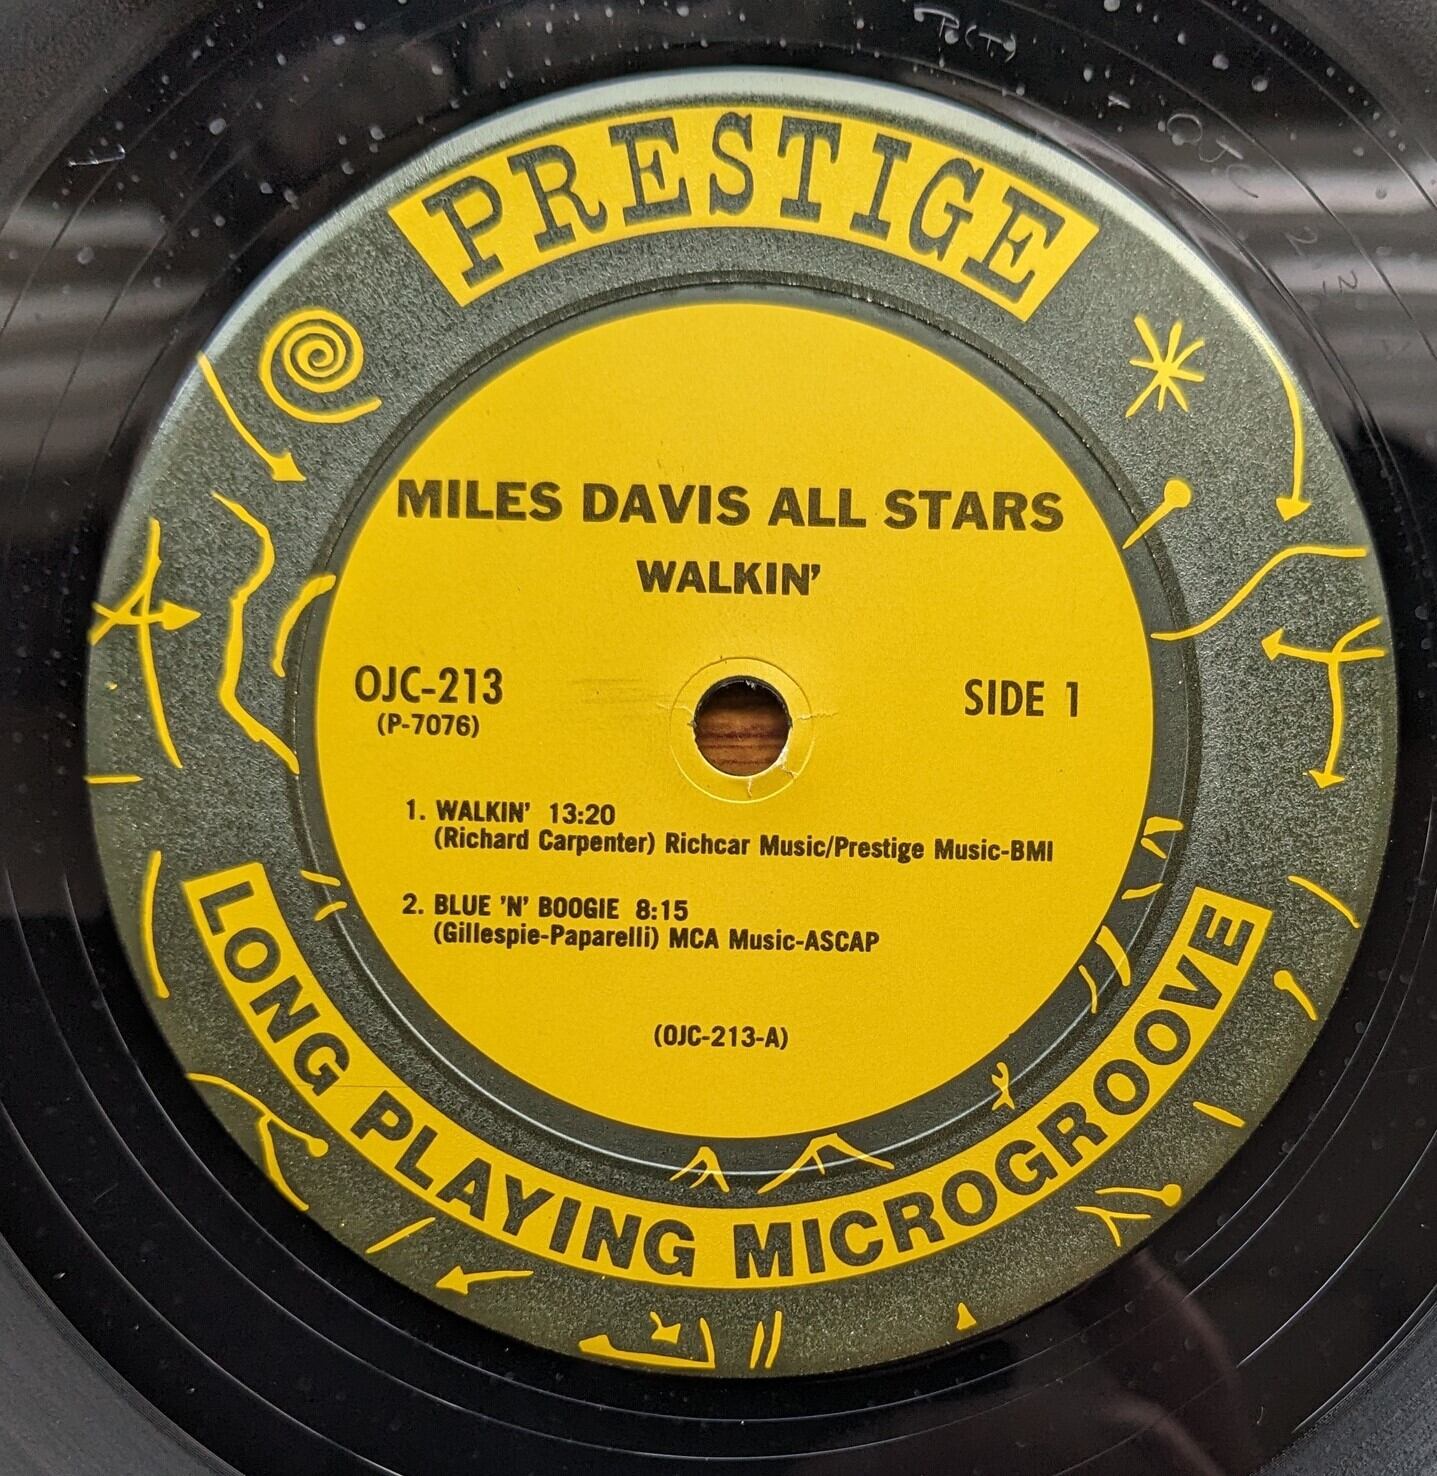 PRESTIGE
MILES DAVIS ALL STARS
WALKIN'
OJC-213
(P-7076)
SIDE 1
1. WALKIN' 13:20
(Richard Carpenter) Richcar Music/Prestige Music-BMI
2. BLUE 'N' BOOGIE 8:15
(Gillespie-Paparelli) MCA Music-ASCAP
(OJC-213-A)
LONG PLAYING MICROGROOVE